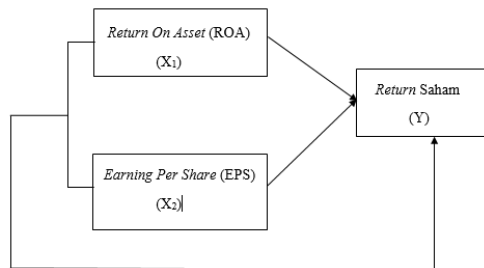 Return On Asset (ROA)
(X₁)
Return Saham
(Y)
Earning Per Share (EPS)
(X₂)